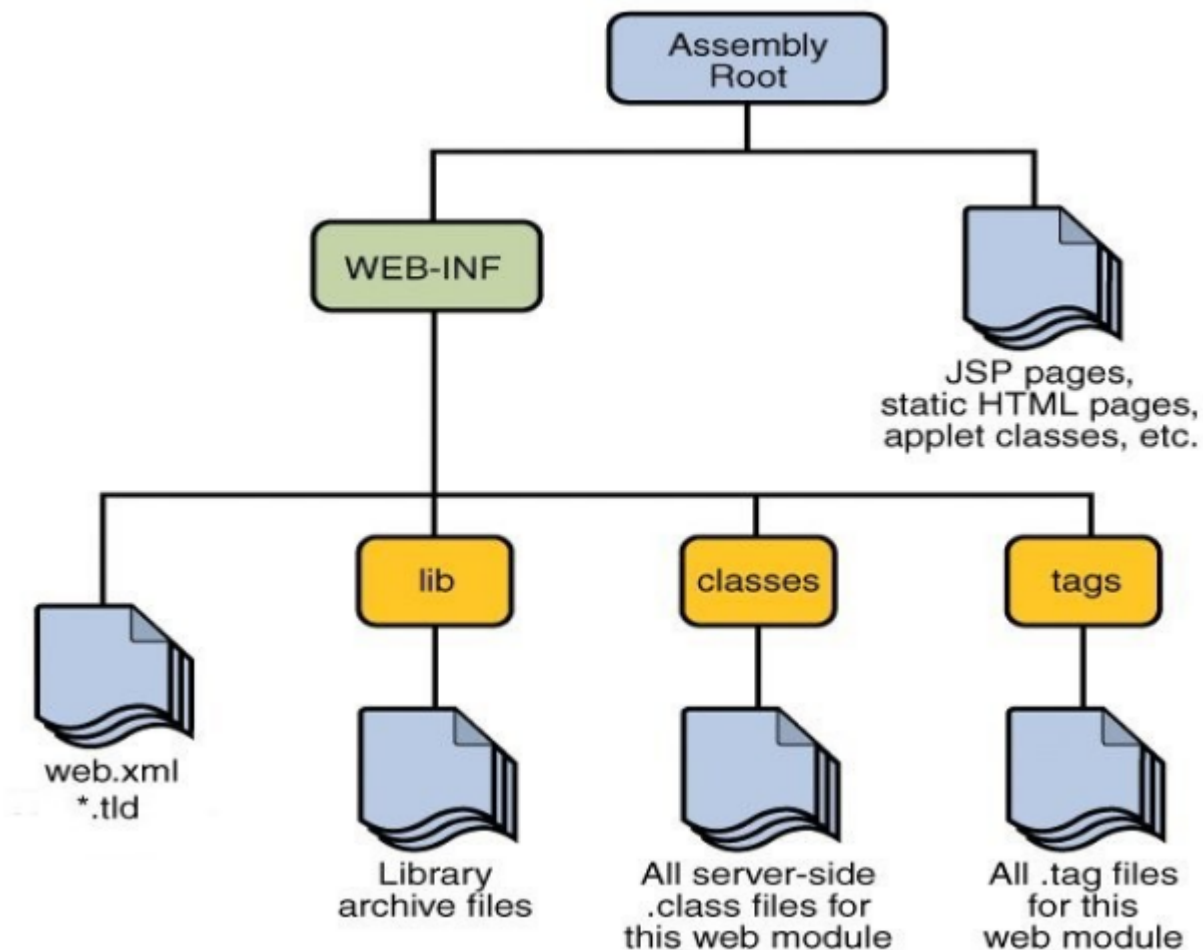 Assembly
Root
WEB-INF
JSP pages,
static HTML pages,
applet classes, etc.
lib
classes
tags
web.xml
*.tld
Library
archive files
All server-side
.class files for
this web module
All .tag files
for this
web module